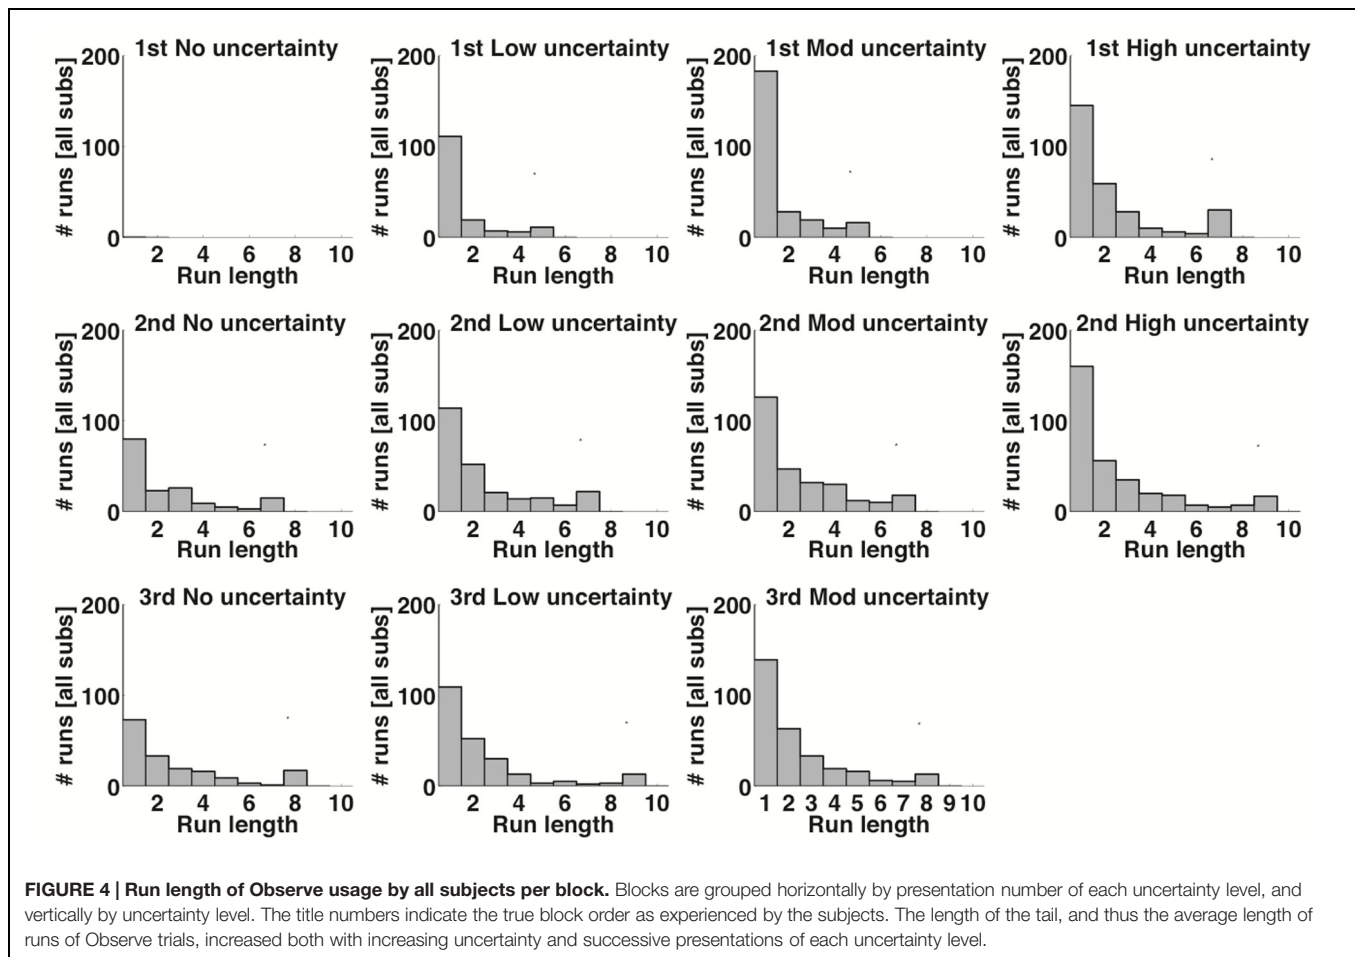 1st No uncertainty
200
100
0
# runs [all subs]
2 4 6 8 10
Run length
1st Low uncertainty
200
100
0
# runs [all subs]
2 4 6 8 10
Run length
1st Mod uncertainty
200
100
0
# runs [all subs]
2 4 6 8 10
Run length
1st High uncertainty
200
100
0
# runs [all subs]
2 4 6 8 10
Run length
2nd No uncertainty
200
100
0
# runs [all subs]
2 4 6 8 10
Run length
2nd Low uncertainty
200
100
0
# runs [all subs]
2 4 6 8 10
Run length
2nd Mod uncertainty
200
100
0
# runs [all subs]
2 4 6 8 10
Run length
2nd High uncertainty
200
100
0
# runs [all subs]
2 4 6 8 10
Run length
3rd No uncertainty
200
100
0
# runs [all subs]
2 4 6 8 10
Run length
3rd Low uncertainty
200
100
0
# runs [all subs]
2 4 6 8 10
Run length
3rd Mod uncertainty
200
100
0
# runs [all subs]
1 2 3 4 5 6 7 8 9 10
Run length
FIGURE 4 | Run length of Observe usage by all subjects per block. Blocks are grouped horizontally by presentation number of each uncertainty level, and
vertically by uncertainty level. The title numbers indicate the true block order as experienced by the subjects. The length of the tail, and thus the average length of
runs of Observe trials, increased both with increasing uncertainty and successive presentations of each uncertainty level.